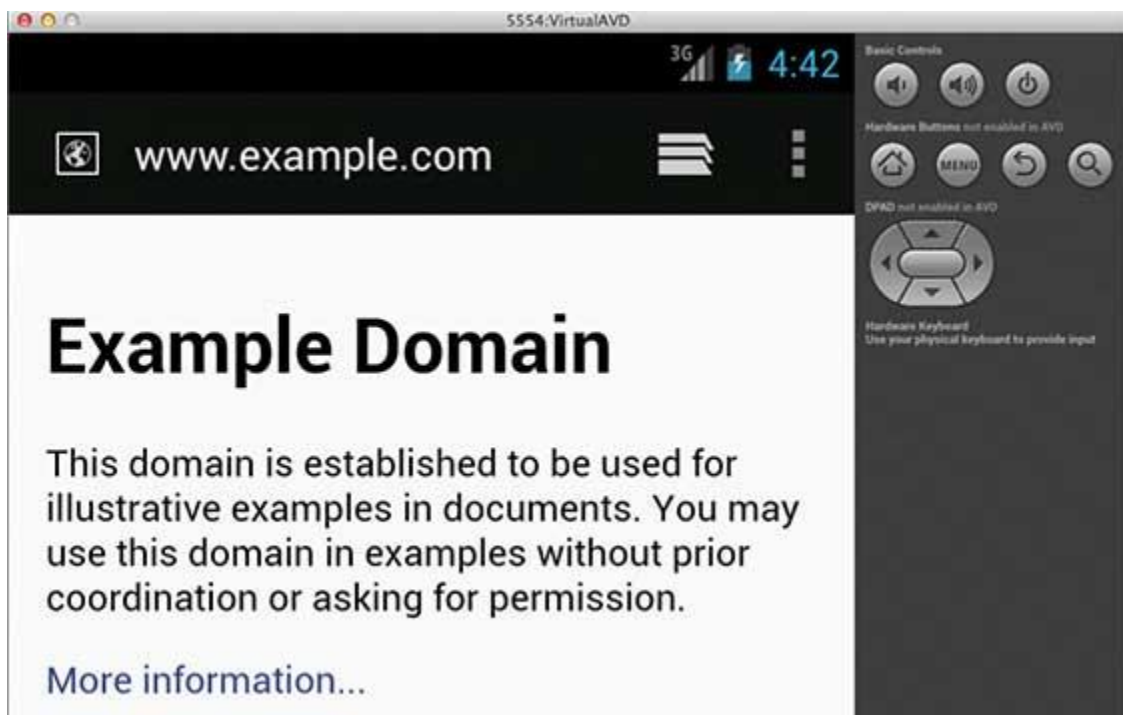 5554:VirtualAVD
3G 4:42
www.example.com
Example Domain
This domain is established to be used for
illustrative examples in documents. You may
use this domain in examples without prior
coordination or asking for permission.
More information...
Basic Controls
Hardware Buttons not enabled in AVD
MENU
DPAD not enabled in AVD
Hardware Keyboard
Use your physical keyboard to provide input